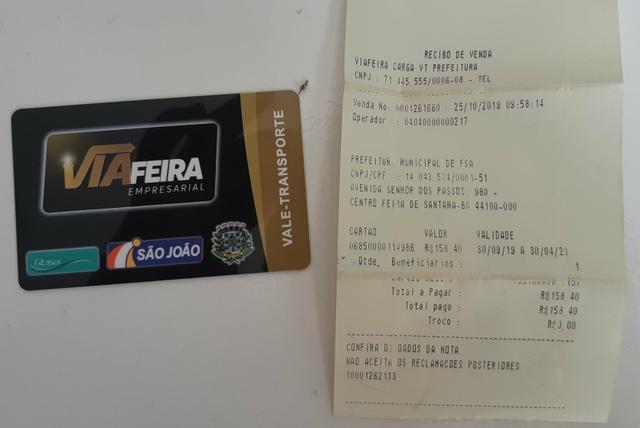 VIAFEIRA
EMPRESARIAL
VALE-TRANSPORTE
Rosa
SÃO JOÃO
RECIBO DE VENDA
VIAFEIRA CARGA VT PREFEITURA
CNPJ : 71.445.555/0006-08 - TEL
Venda No: 0001261660 25/10/2019 09:58:14
Operador : 04040000000217
PREFEITURA MUNICIPAL DE FSA
CNPJ/CPF : 14.043.574/0001-51
AVENIDA SENHOR DOS PASSOS, 980 -
CENTRO FEIRA DE SANTANA-BA 44100-000
CARTAO VALOR VALIDADE
06850000114986 R$158,40 30/09/19 A 30/04/20
Qtde. Beneficiarios : 1
Total a Pagar : R$158,40
Total pago : R$158,40
Troco : R$0,00
CONFIRA OS DADOS DA NOTA
NAO ACEITAMOS RECLAMACOES POSTERIORES
10001262133